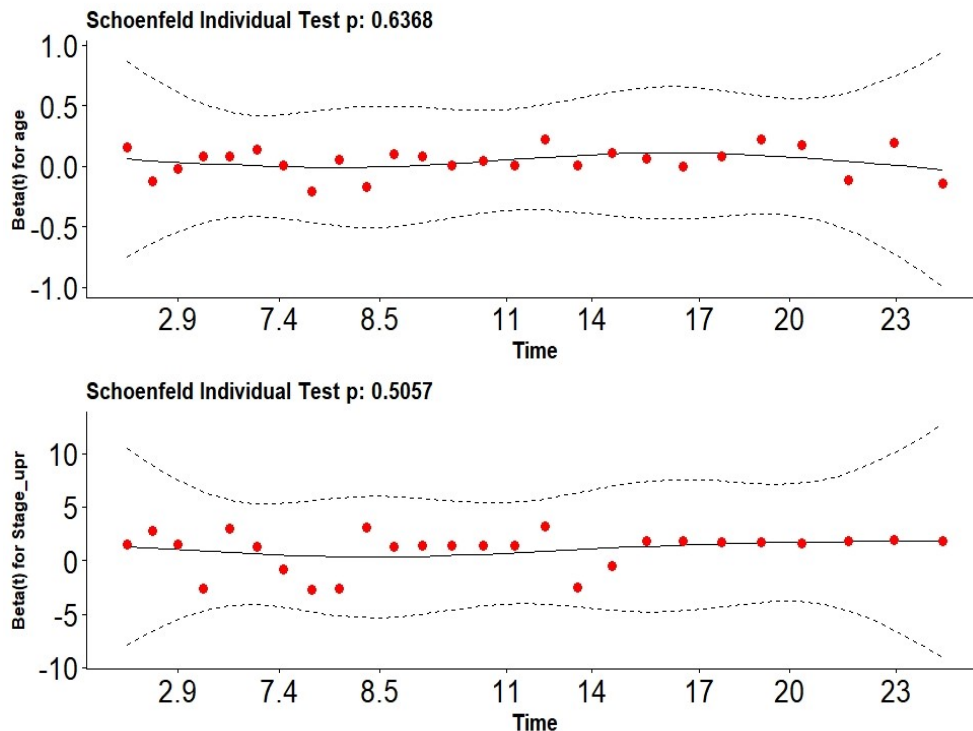 Schoenfeld Individual Test p: 0.6368
Beta(t) for age
1.0
0.5
0.0
-0.5
-1.0
2.9 7.4 8.5 11 14 17 20 23
Time
Schoenfeld Individual Test p: 0.5057
Beta(t) for Stage_upr
10
5
0
-5
-10
2.9 7.4 8.5 11 14 17 20 23
Time